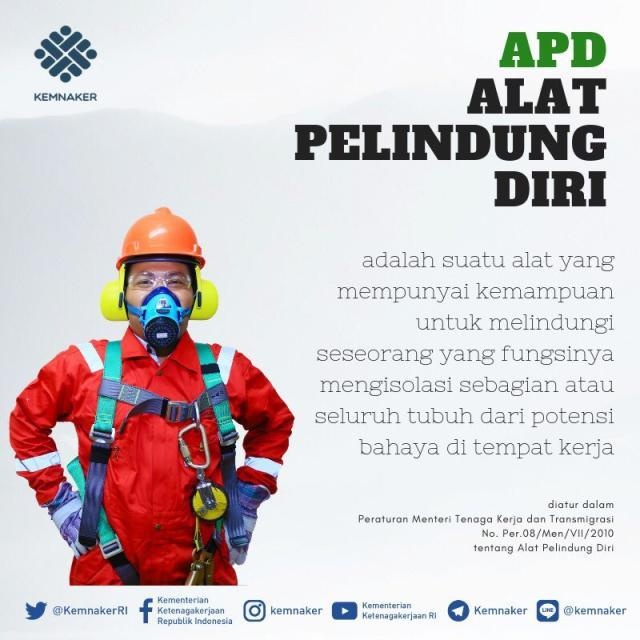 KEMNAKER
APD
ALAT
PELINDUNG
DIRI
adalah suatu alat yang
mempunyai kemampuan
untuk melindungi
seseorang yang fungsinya
mengisolasi sebagian atau
seluruh tubuh dari potensi
bahaya di tempat kerja
diatur dalam
Peraturan Menteri Tenaga Kerja dan Transmigrasi
No. Per.08/Men/VII/2010
tentang Alat Pelindung Diri
@KemnakerRI
Kementerian
Ketenagakerjaan
Republik Indonesia
kemnaker
Kementerian
Ketenagakerjaan RI
Kemnaker
LINE
@kemnaker